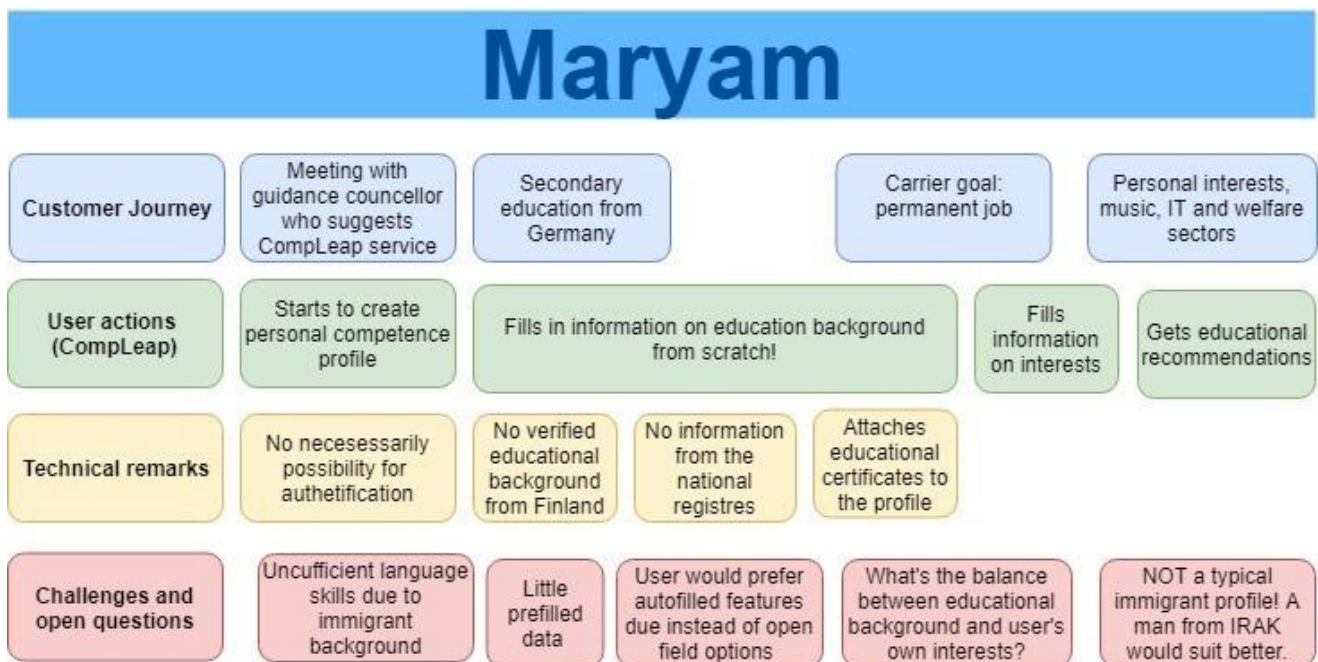 Maryam
Customer Journey
Meeting with
guidance councellor
who suggests
CompLeap service
Secondary
education from
Germany
Carrier goal:
permanent job
Personal interests,
music, IT and welfare
sectors
User actions
(CompLeap)
Starts to create
personal competence
profile
Fills in information on education background
from scratch!
Fills
information
on interests
Gets educational
recommendations
Technical remarks
No necesessarily
possibility for
authetification
No verified
educational
background
from Finland
No information
from the
national
registres
Attaches
educational
certificates to
the profile
Challenges and
open questions
Uncufficient language
skills due to
immigrant
background
Little
prefilled
data
User would prefer
autofilled features
due instead of open
field options
What's the balance
between educational
background and user's
own interests?
NOT a typical
immigrant profile! A
man from IRAK
would suit better.